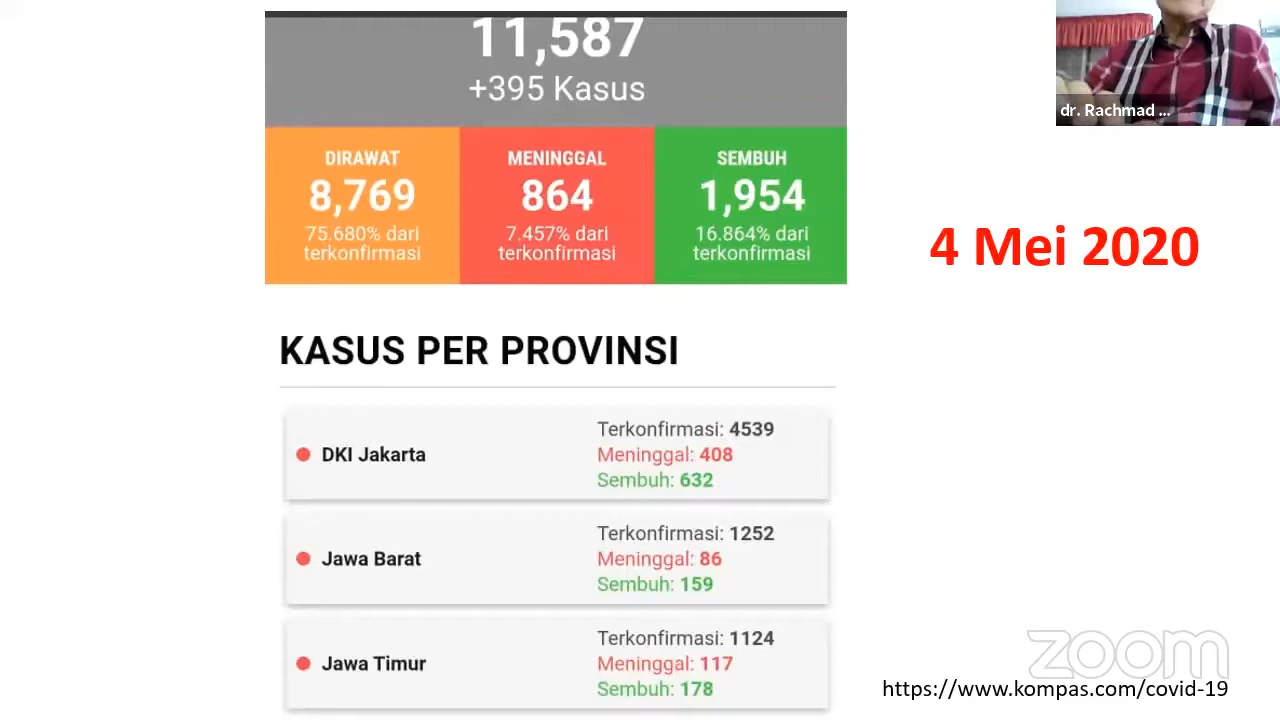 11,587
+395 Kasus
DIRAWAT
8,769
75.680% dari
terkonfirmasi
MENINGGAL
864
7.457% dari
terkonfirmasi
SEMBUH
1,954
16.864% dari
terkonfirmasi
dr. Rachmad ...
4 Mei 2020
KASUS PER PROVINSI
DKI Jakarta
Terkonfirmasi: 4539
Meninggal: 408
Sembuh: 632
Jawa Barat
Terkonfirmasi: 1252
Meninggal: 86
Sembuh: 159
Jawa Timur
Terkonfirmasi: 1124
Meninggal: 117
Sembuh: 178
zoom
https://www.kompas.com/covid-19